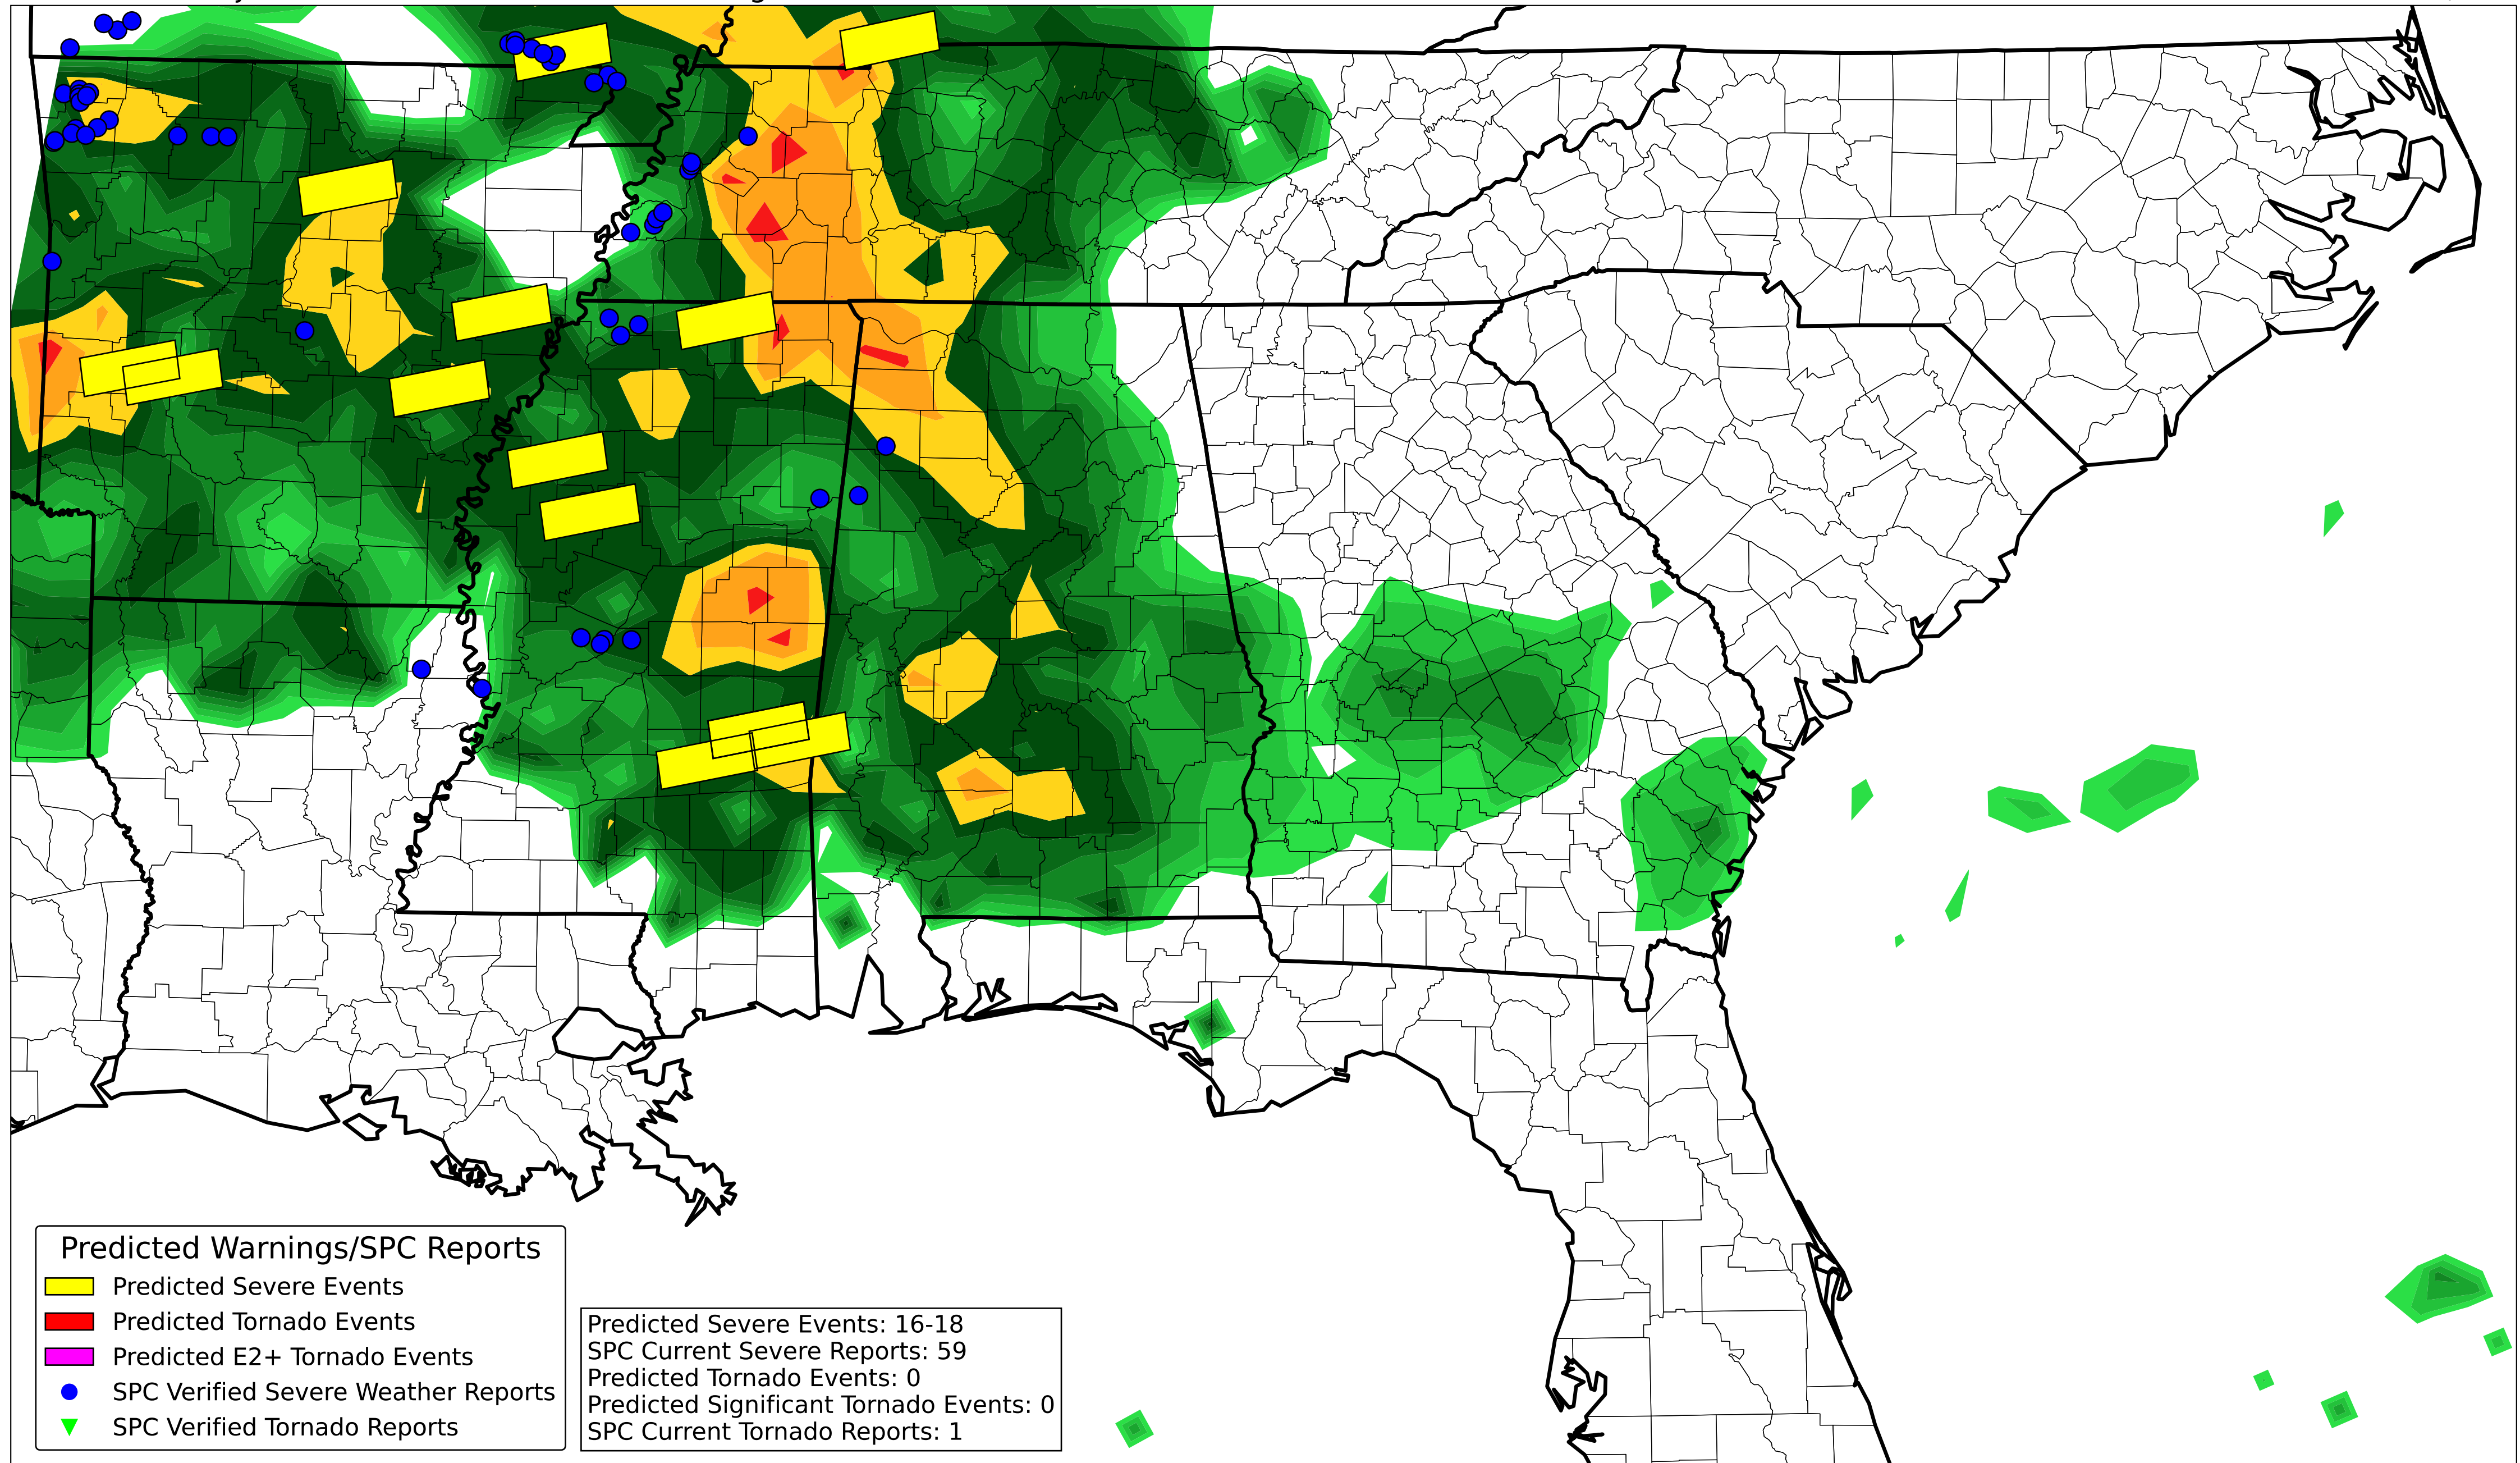 Predicted Warnings/SPC Reports
Predicted Severe Events
Predicted Tornado Events
Predicted E2+ Tornado Events
SPC Verified Severe Weather Reports
SPC Verified Tornado Reports
Predicted Severe Events: 16-18
SPC Current Severe Reports: 59
Predicted Tornado Events: 0
Predicted Significant Tornado Events: 0
SPC Current Tornado Reports: 1